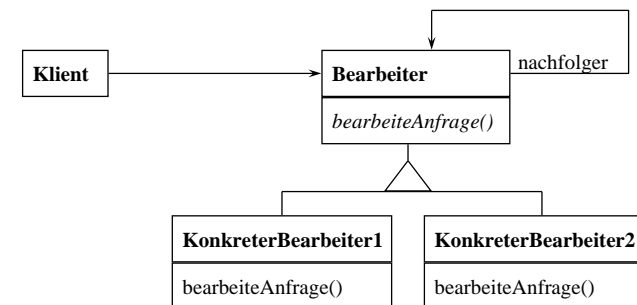 nachfolger
Klient
Bearbeiter
bearbeiteAnfrage()
KonkreterBearbeiter1
KonkreterBearbeiter2
bearbeiteAnfrage()
bearbeiteAnfrage()